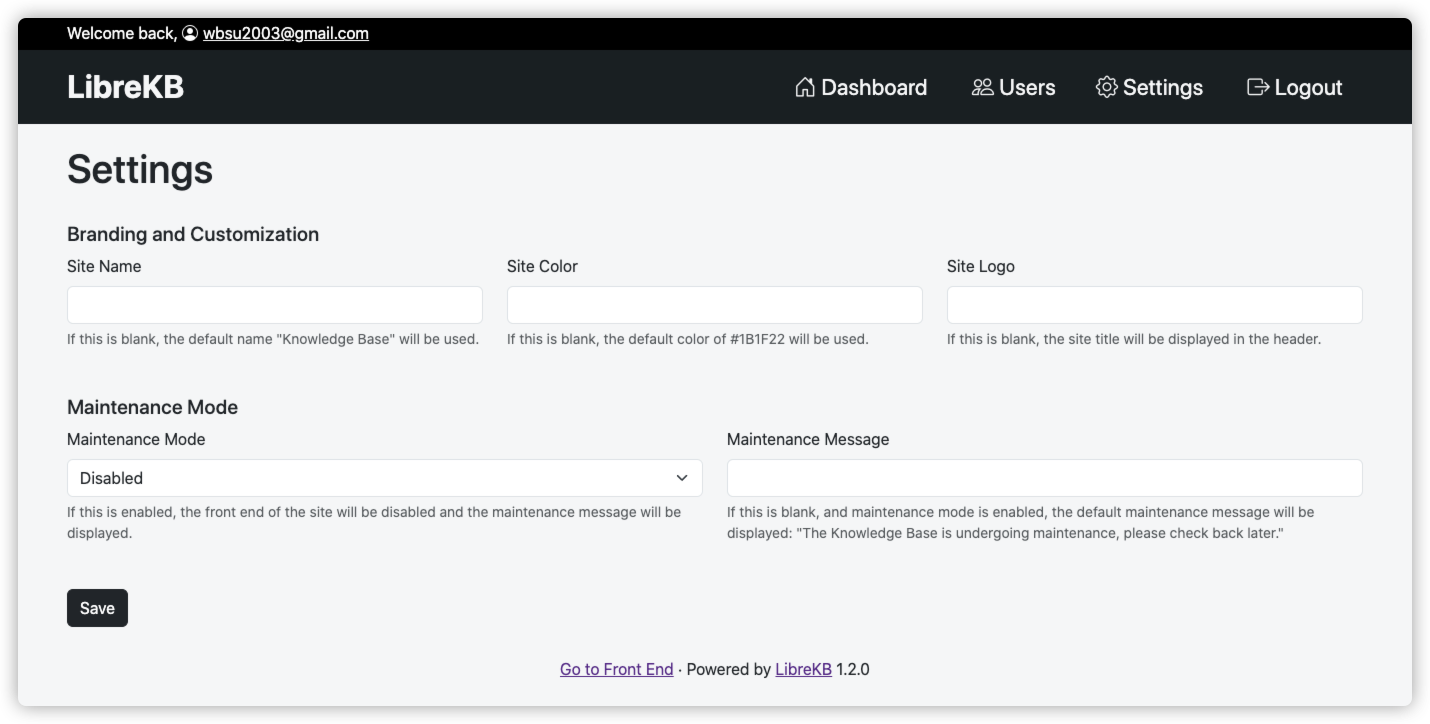 Welcome back, wbsu2003@gmail.com
LibreKB
Dashboard
Users
Settings
Logout
Settings
Branding and Customization
Site Name
Site Color
Site Logo
If this is blank, the default name "Knowledge Base" will be used.
If this is blank, the default color of #1B1F22 will be used.
If this is blank, the site title will be displayed in the header.
Maintenance Mode
Maintenance Mode
Maintenance Message
Disabled
If this is enabled, the front end of the site will be disabled and the maintenance message will be
displayed.
If this is blank, and maintenance mode is enabled, the default maintenance message will be
displayed: "The Knowledge Base is undergoing maintenance, please check back later."
Save
Go to Front End · Powered by LibreKB 1.2.0